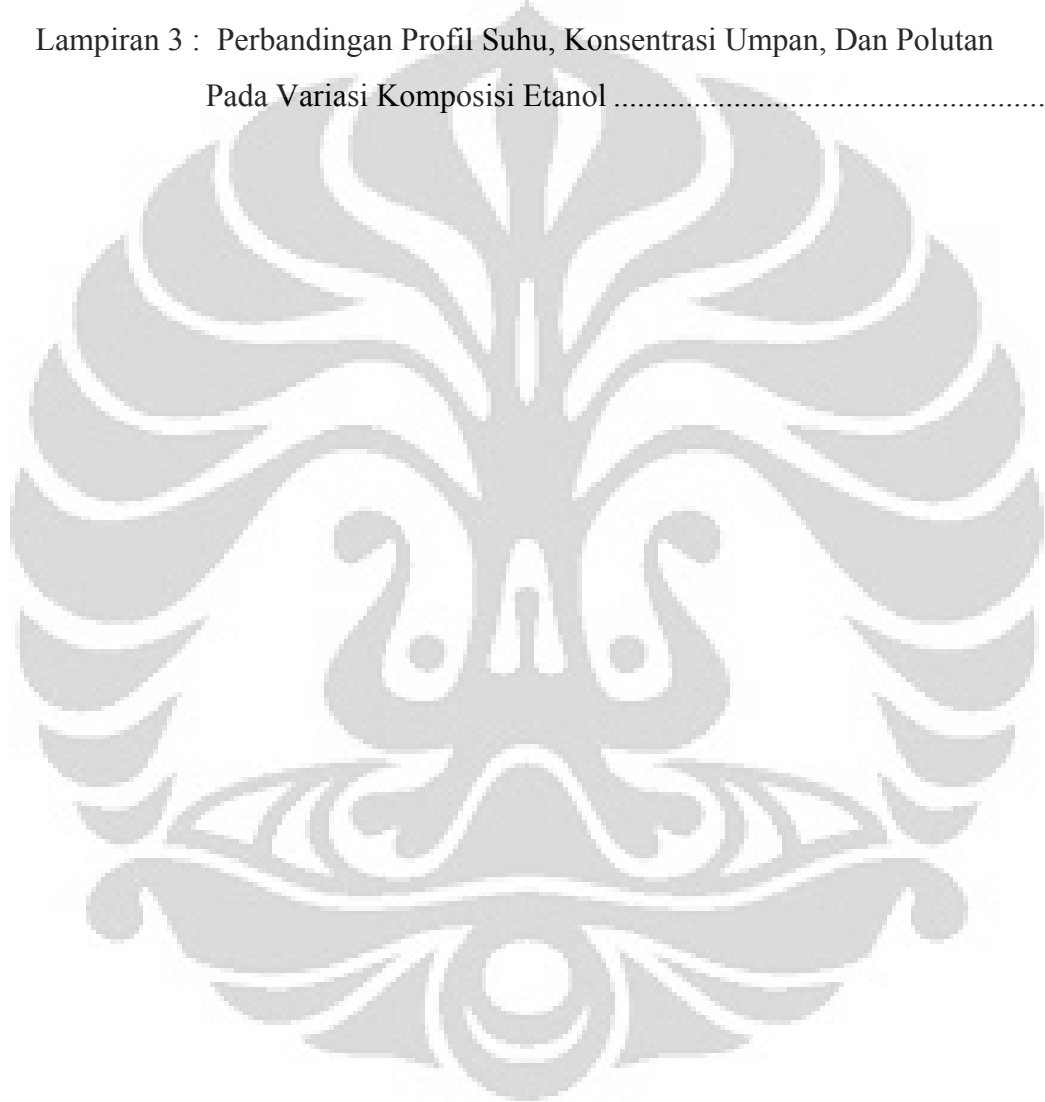 Lampiran 3 : Perbandingan Profil Suhu, Konsentrasi Umpan, Dan Polutan
Pada Variasi Komposisi Etanol ......................................................